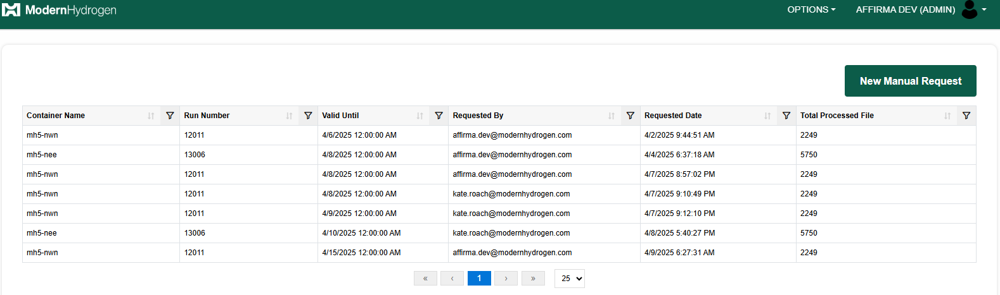 ModernHydrogen OPTIONS AFFIRMA DEV (ADMIN)
New Manual Request
Container Name Run Number Valid Until Requested By Requested Date Total Processed File
mh5-nwn 12011 4/6/2025 12:00:00 AM affirma.dev@modernhydrogen.com 4/2/2025 9:44:51 AM 2249
mh5-nee 13006 4/8/2025 12:00:00 AM affirma.dev@modernhydrogen.com 4/4/2025 6:37:18 AM 5750
mh5-nwn 12011 4/8/2025 12:00:00 AM affirma.dev@modernhydrogen.com 4/7/2025 8:57:02 PM 2249
mh5-nwn 12011 4/8/2025 12:00:00 AM kate.roach@modernhydrogen.com 4/7/2025 9:10:49 PM 2249
mh5-nwn 12011 4/9/2025 12:00:00 AM kate.roach@modernhydrogen.com 4/7/2025 9:12:10 PM 2249
mh5-nee 13006 4/10/2025 12:00:00 AM kate.roach@modernhydrogen.com 4/8/2025 5:40:27 PM 5750
mh5-nwn 12011 4/15/2025 12:00:00 AM affirma.dev@modernhydrogen.com 4/9/2025 6:27:31 AM 2249
« ‹ 1 › » 25